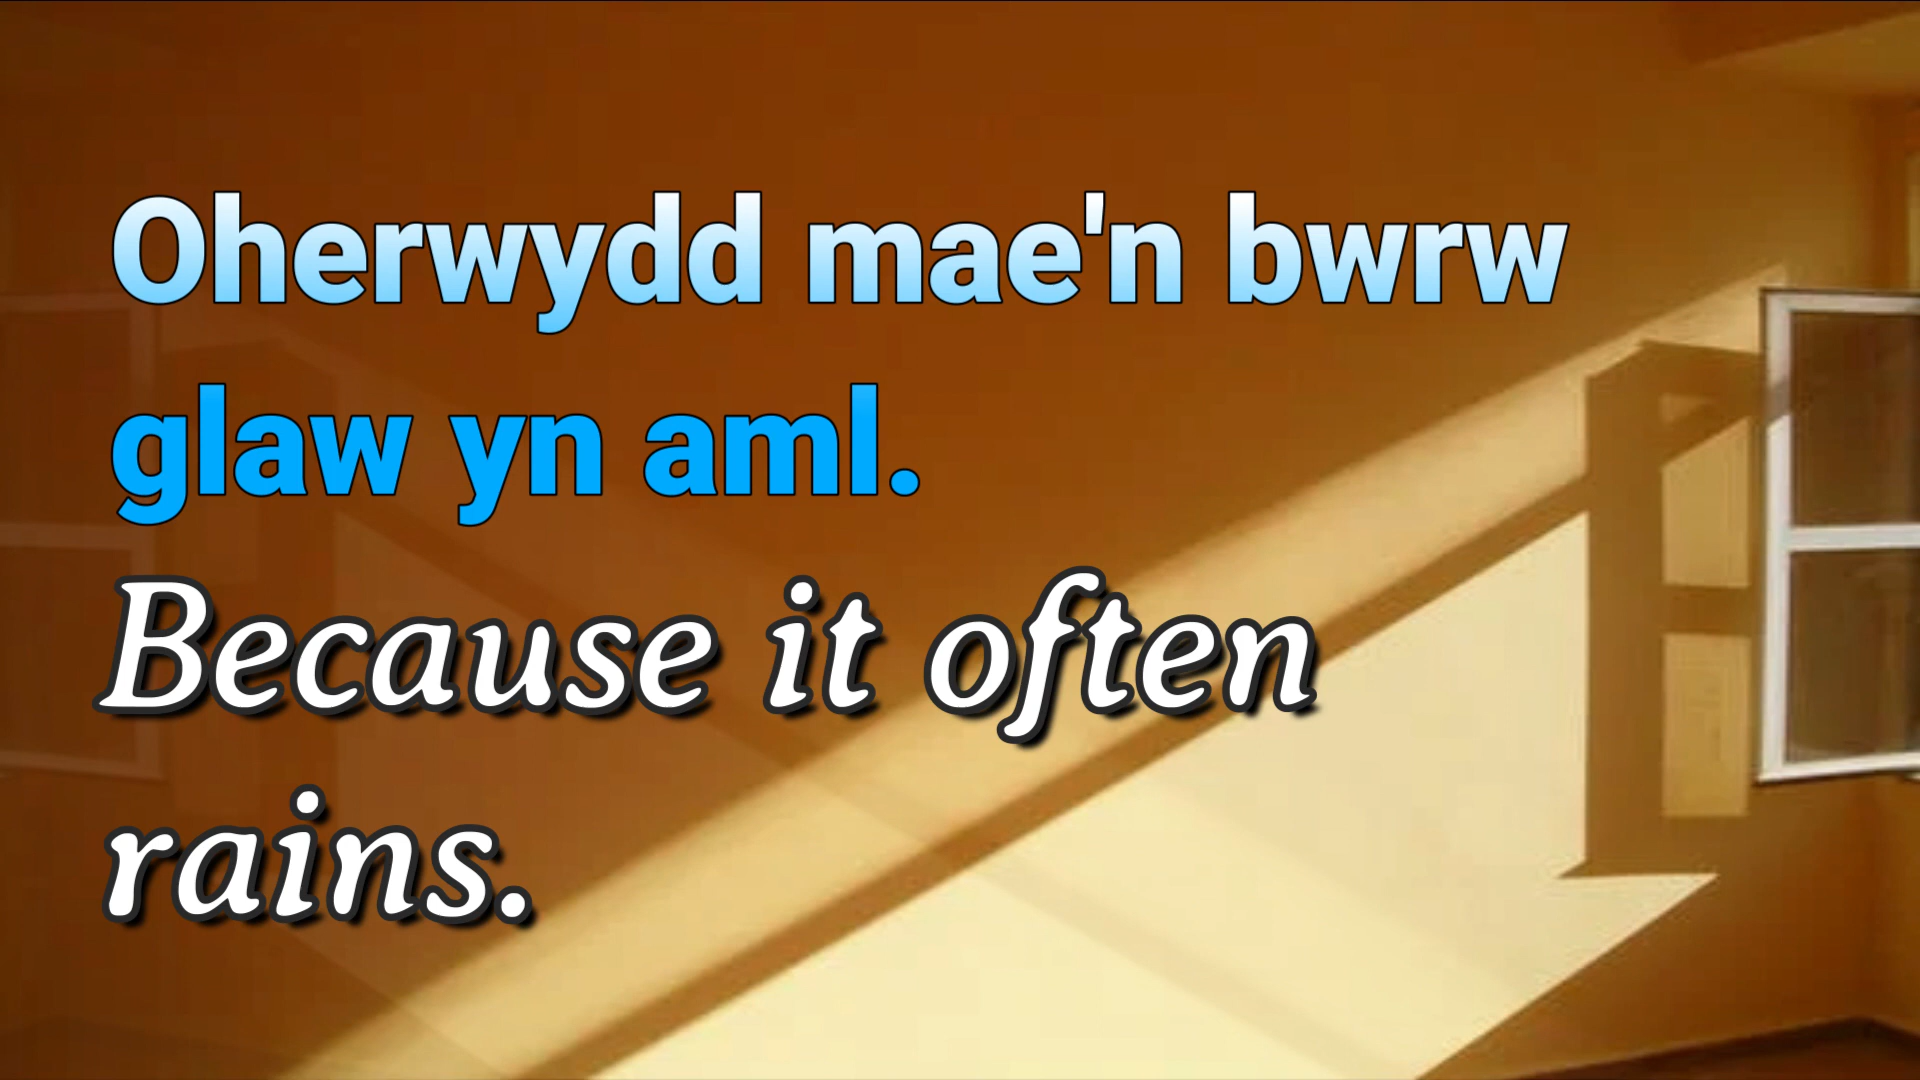 Oherwydd mae'n bwrw
glaw yn aml.
Because it often
rains.